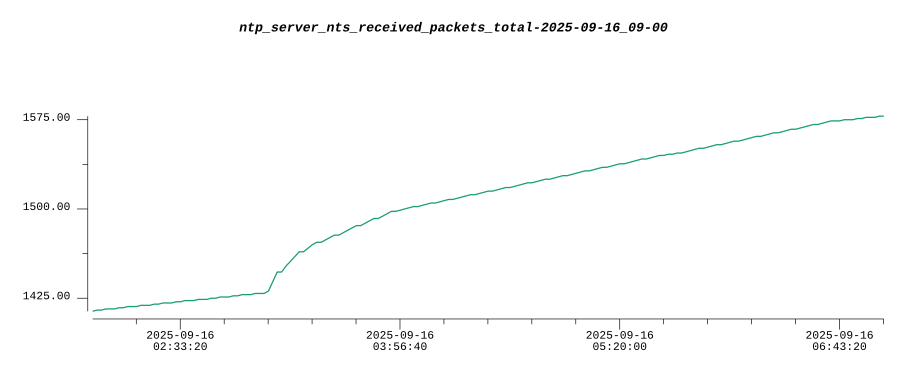 ntp_server_nts_received_packets_total-2025-09-16_09-00
1575.00
1500.00
1425.00
2025-09-16 2025-09-16 2025-09-16 2025-09-16
02:33:20 03:56:40 05:20:00 06:43:20